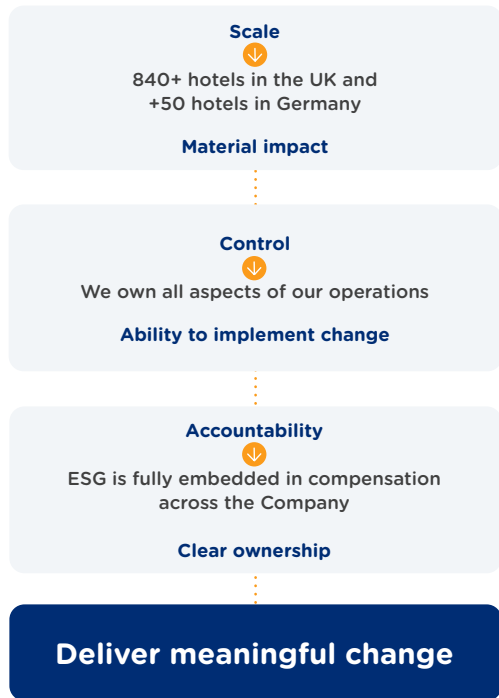 Scale
840+ hotels in the UK and
+50 hotels in Germany
Material impact
Control
We own all aspects of our operations
Ability to implement change
Accountability
ESG is fully embedded in compensation
across the Company
Clear ownership
Deliver meaningful change